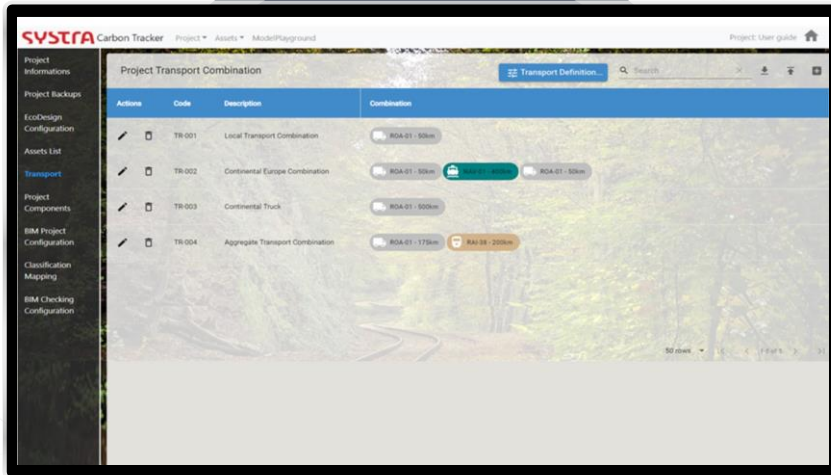 SYSTRA Carbon Tracker Project Assets ModelPlayground Project: User guide
Project Informations
Project Backups
EcoDesign Configuration
Assets List
Transport
Project Components
BIM Project Configuration
Classification Mapping
BIM Checking Configuration
Project Transport Combination Transport Definition... Search
Actions Code Description Combination
TR-001 Local Transport Combination ROA-01 - 50km
TR-002 Continental Europe Combination ROA-01 - 50km ROA-01 - 50km
TR-003 Continental Truck ROA-01 - 500km
TR-004 Aggregate Transport Combination ROA-01 - 175km RAI-08 - 200km
50 rows